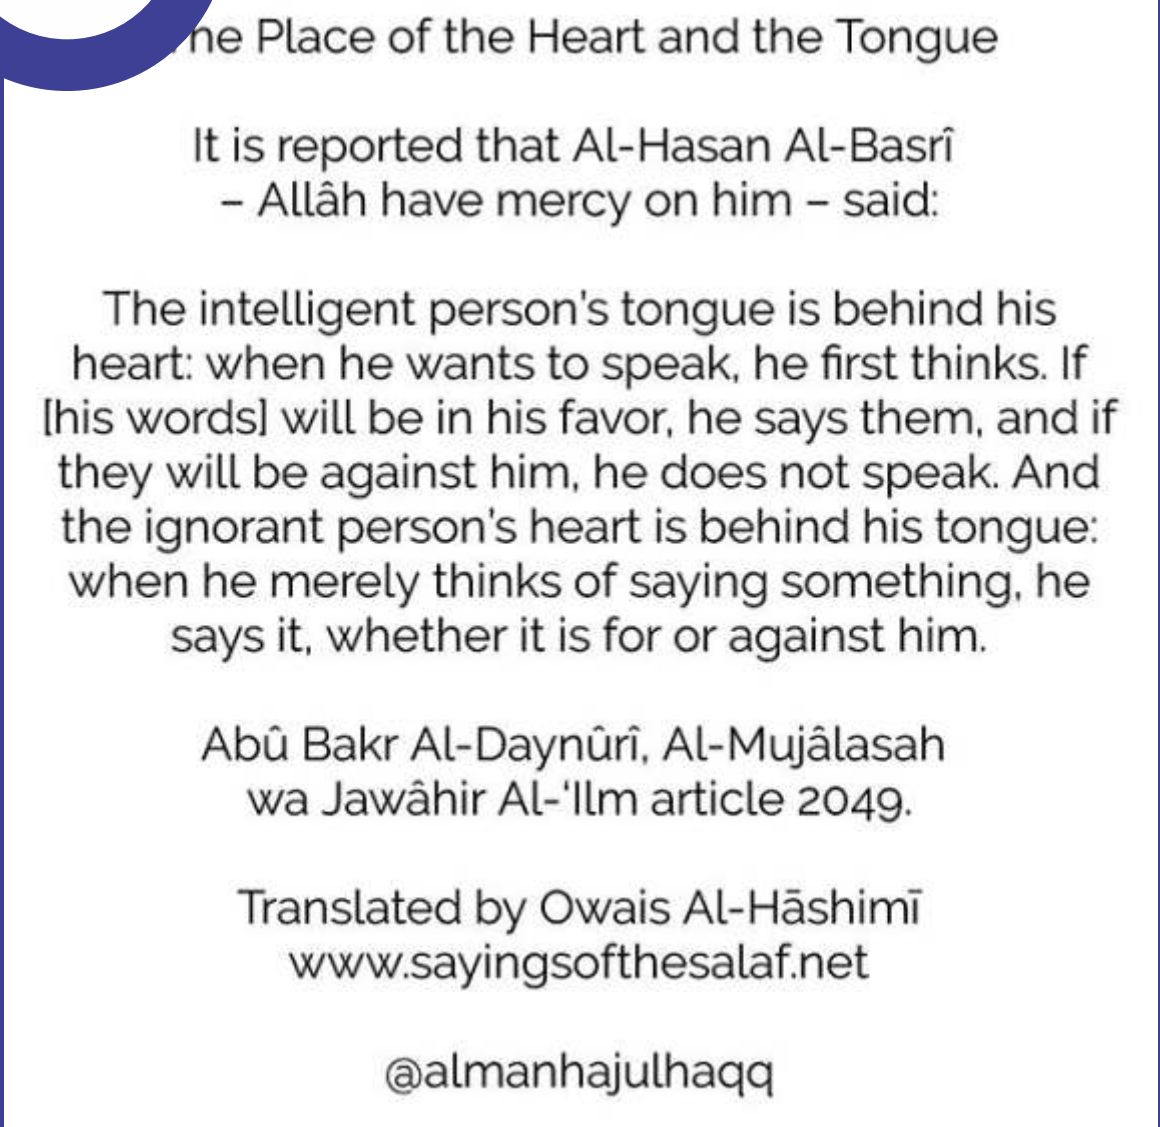 The Place of the Heart and the Tongue
It is reported that Al-Hasan Al-Basrî
– Allâh have mercy on him – said:
The intelligent person's tongue is behind his
heart: when he wants to speak, he first thinks. If
[his words] will be in his favor, he says them, and if
they will be against him, he does not speak. And
the ignorant person's heart is behind his tongue:
when he merely thinks of saying something, he
says it, whether it is for or against him.
Abû Bakr Al-Daynûrî, Al-Mujâlasah
wa Jawâhir Al-‘Ilm article 2049.
Translated by Owais Al-Hāshimī
www.sayingsofthesalaf.net
@almanhajulhaqq